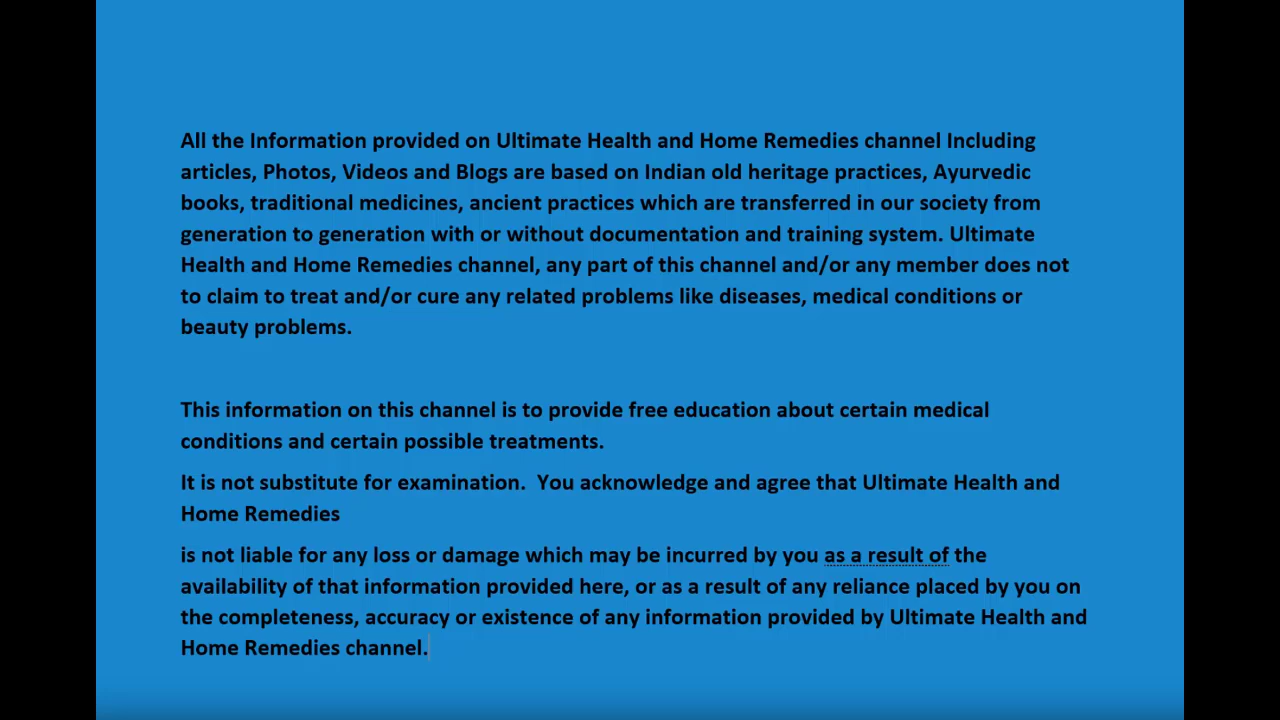 All the Information provided on Ultimate Health and Home Remedies channel Including
articles, Photos, Videos and Blogs are based on Indian old heritage practices, Ayurvedic
books, traditional medicines, ancient practices which are transferred in our society from
generation to generation with or without documentation and training system. Ultimate
Health and Home Remedies channel, any part of this channel and/or any member does not
to claim to treat and/or cure any related problems like diseases, medical conditions or
beauty problems.
This information on this channel is to provide free education about certain medical
conditions and certain possible treatments.
It is not substitute for examination.  You acknowledge and agree that Ultimate Health and
Home Remedies
is not liable for any loss or damage which may be incurred by you as a result of the
availability of that information provided here, or as a result of any reliance placed by you on
the completeness, accuracy or existence of any information provided by Ultimate Health and
Home Remedies channel.